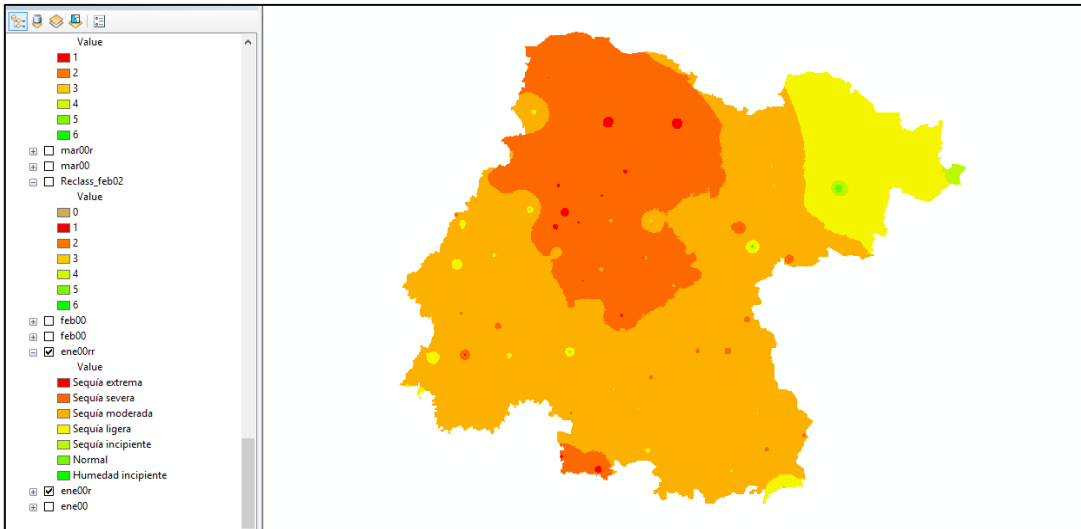 Value
1
2
3
4
5
6
mar00r
mar00
Reclass_feb02
Value
0
1
2
3
4
5
6
feb00
feb00
ene00rr
Value
Sequía extrema
Sequía severa
Sequía moderada
Sequía ligera
Sequía incipiente
Normal
Humedad incipiente
ene00r
ene00